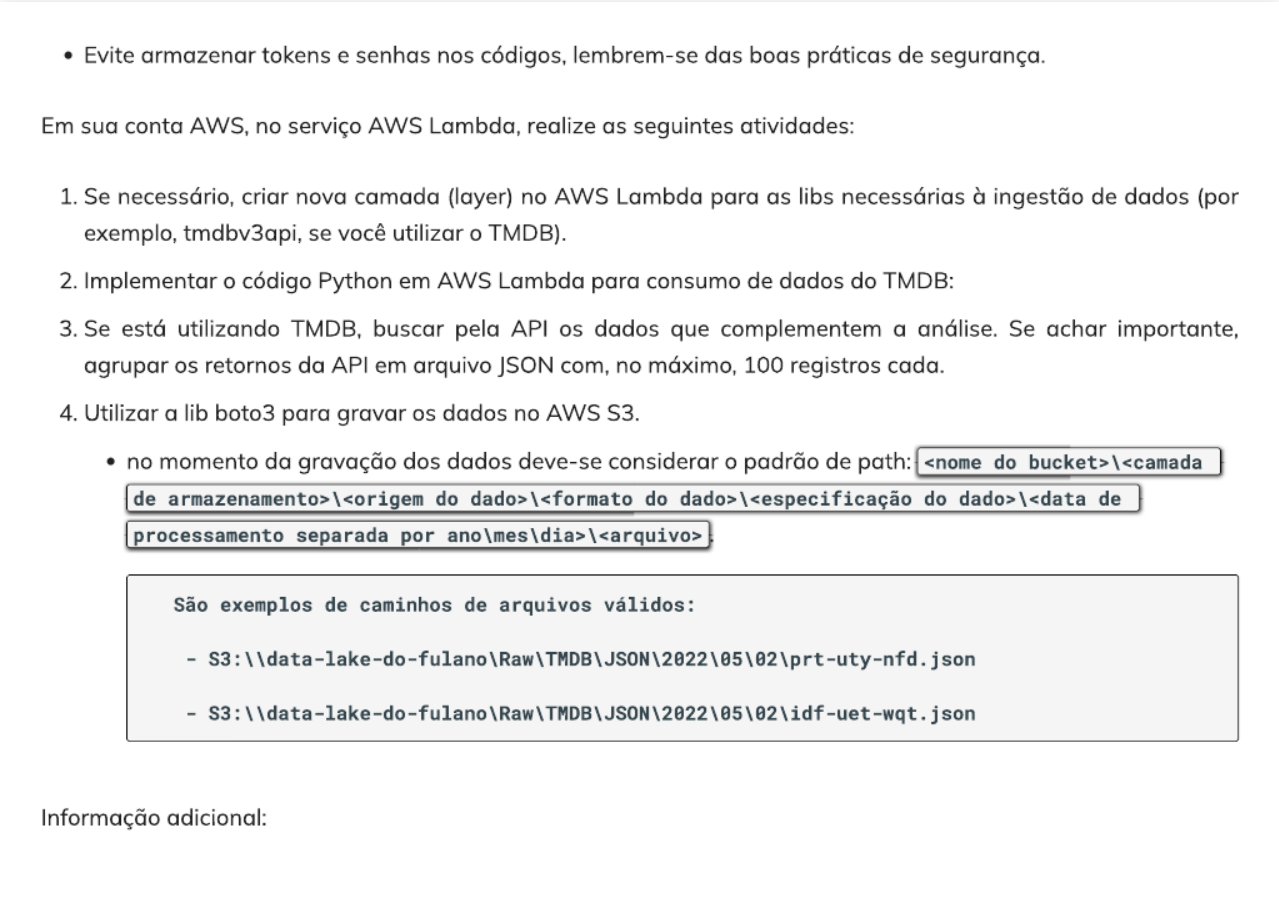 • Evite armazenar tokens e senhas nos códigos, lembrem-se das boas práticas de segurança.
Em sua conta AWS, no serviço AWS Lambda, realize as seguintes atividades:
1. Se necessário, criar nova camada (layer) no AWS Lambda para as libs necessárias à ingestão de dados (por
exemplo, tmdbv3api, se você utilizar o TMDB).
2. Implementar o código Python em AWS Lambda para consumo de dados do TMDB:
3. Se está utilizando TMDB, buscar pela API os dados que complementem a análise. Se achar importante,
agrupar os retornos da API em arquivo JSON com, no máximo, 100 registros cada.
4. Utilizar a lib boto3 para gravar os dados no AWS S3.
• no momento da gravação dos dados deve-se considerar o padrão de path: <nome do bucket>\<camada
de armazenamento>\<origem do dado>\<formato do dado>\<especificação do dado>\<data de
processamento separada por ano\mes\dia>\<arquivo>.
São exemplos de caminhos de arquivos válidos:
- S3:\\data-lake-do-fulano\Raw\TMDB\JSON\2022\05\02\prt-uty-nfd.json
- S3:\\data-lake-do-fulano\Raw\TMDB\JSON\2022\05\02\idf-uet-wqt.json
Informação adicional: